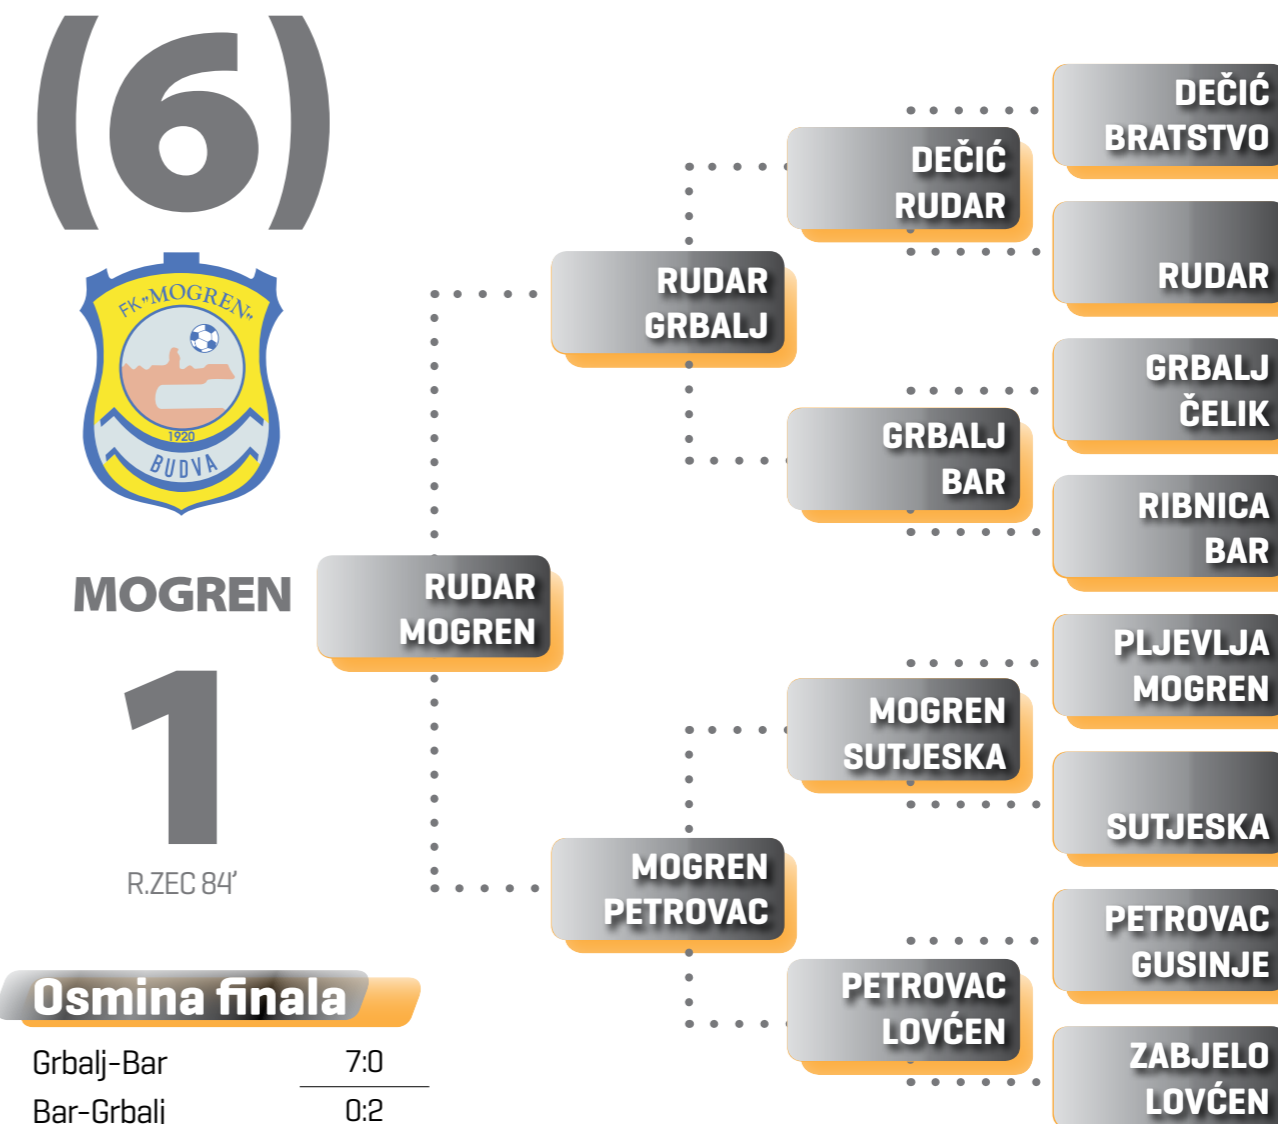 (6)
FK "MOGREN"
1920
BUDVA
MOGREN
1
R.ZEC 84'
RUDAR
MOGREN
RUDAR
GRBALJ
MOGREN
PETROVAC
DEČIĆ
RUDAR
GRBALJ
BAR
MOGREN
SUTJESKA
PETROVAC
LOVĆEN
DEČIĆ
BRATSTVO
RUDAR
GRBALJ
ČELIK
RIBNICA
BAR
PLJEVLJA
MOGREN
SUTJESKA
PETROVAC
GUSINJE
ZABJELO
LOVĆEN
Osmina finala
Grbalj-Bar 7:0
Bar-Grbalj 0:2